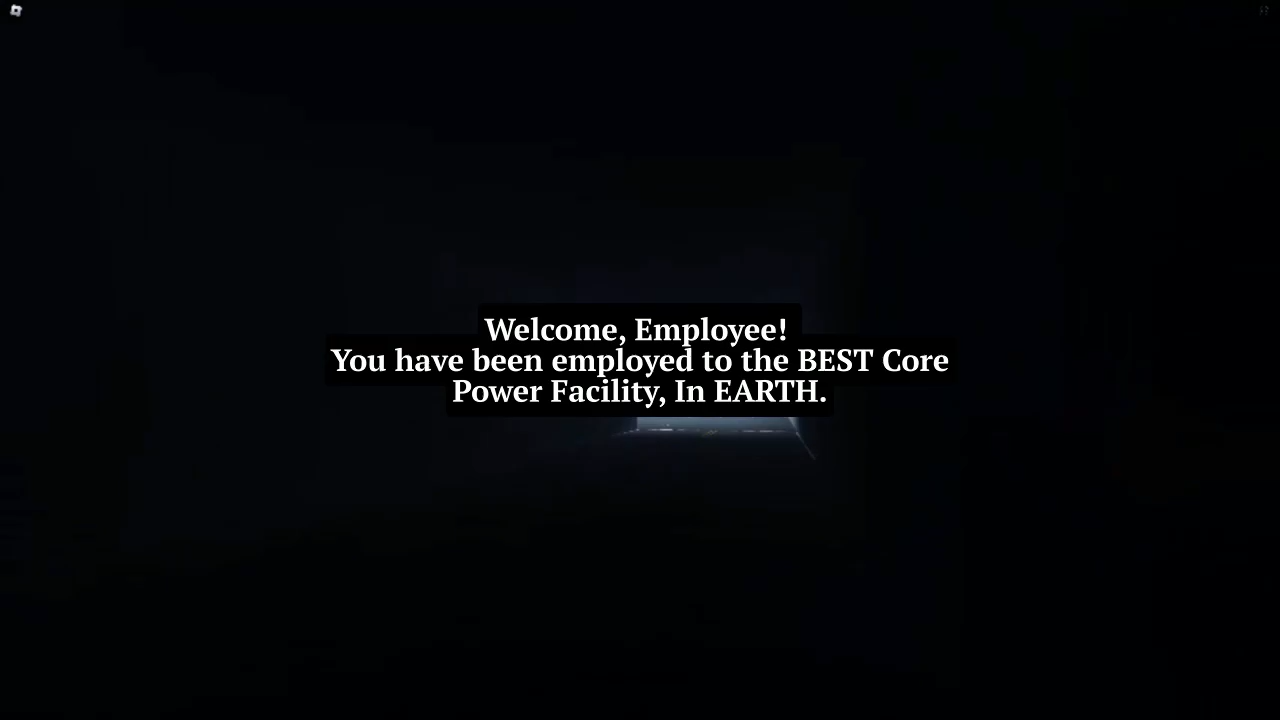 Welcome, Employee!
You have been employed to the BEST Core
Power Facility, In EARTH.